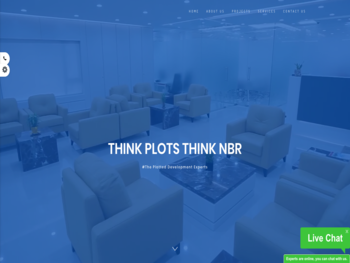 HOME ABOUT US PROJECTS SERVICES CONTACT US
THINK PLOTS THINK NBR
#The Plotted Development Experts
Live Chat
Experts are online, you can chat with us